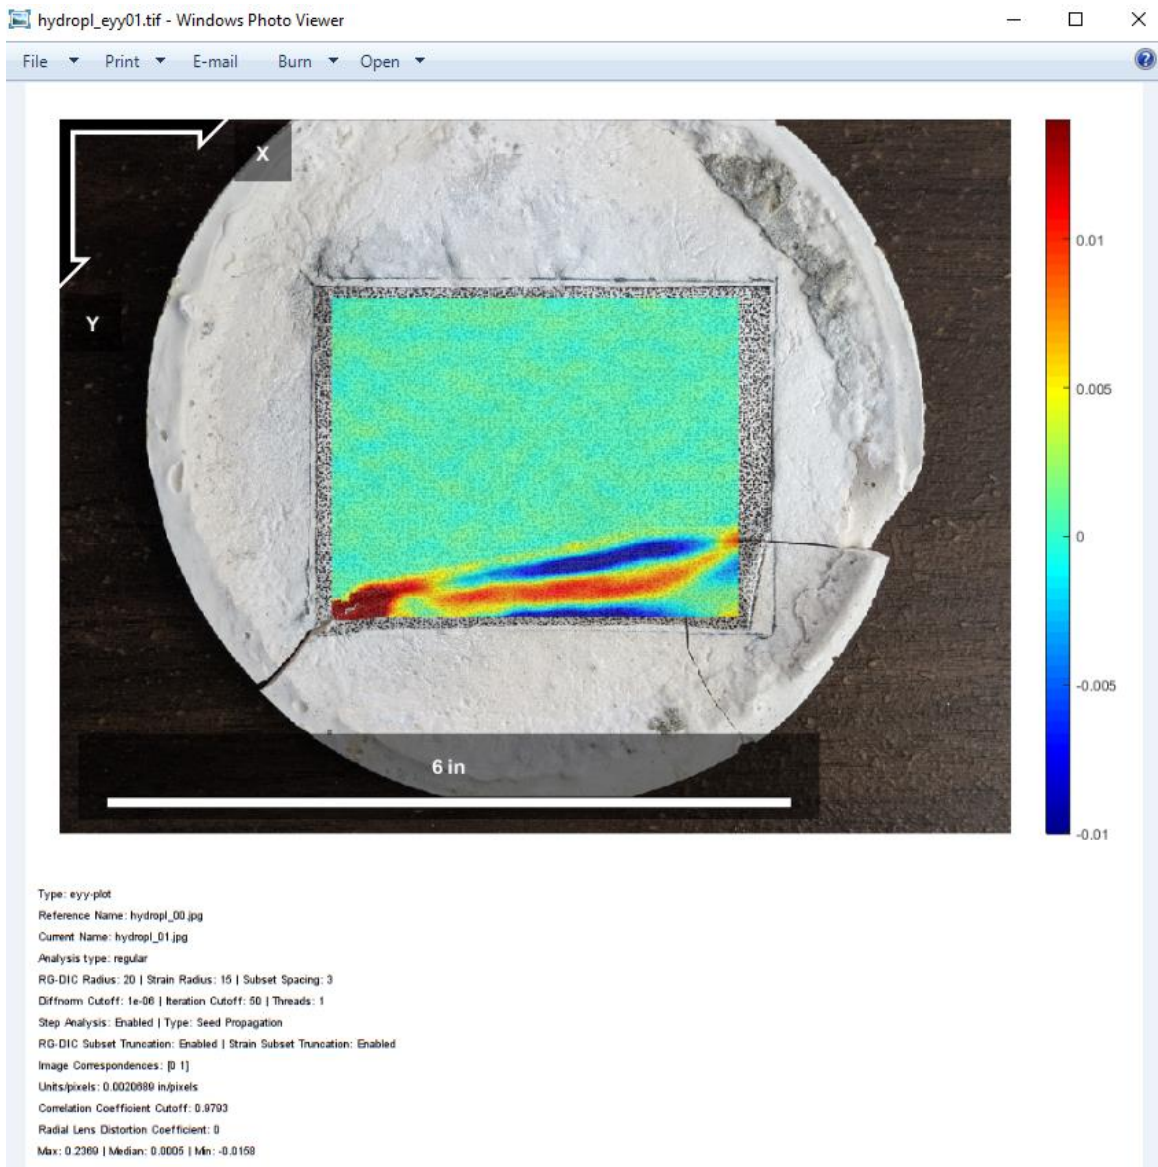 hydropl_eyy01.tif - Windows Photo Viewer
File Print E-mail Burn Open
X
Y
6 in
0.01
0.005
0
-0.005
-0.01
Type: eyy-plot
Reference Name: hydropl_00.jpg
Current Name: hydropl_01.jpg
Analysis type: regular
RG-DIC Radius: 20 | Strain Radius: 15 | Subset Spacing: 3
Diffnorm Cutoff: 1e-06 | Iteration Cutoff: 50 | Threads: 1
Step Analysis: Enabled | Type: Seed Propagation
RG-DIC Subset Truncation: Enabled | Strain Subset Truncation: Enabled
Image Correspondences: [0 1]
Units/pixels: 0.0020689 in/pixels
Correlation Coefficient Cutoff: 0.9793
Radial Lens Distortion Coefficient: 0
Max: 0.2369 | Median: 0.0005 | Min: -0.0158